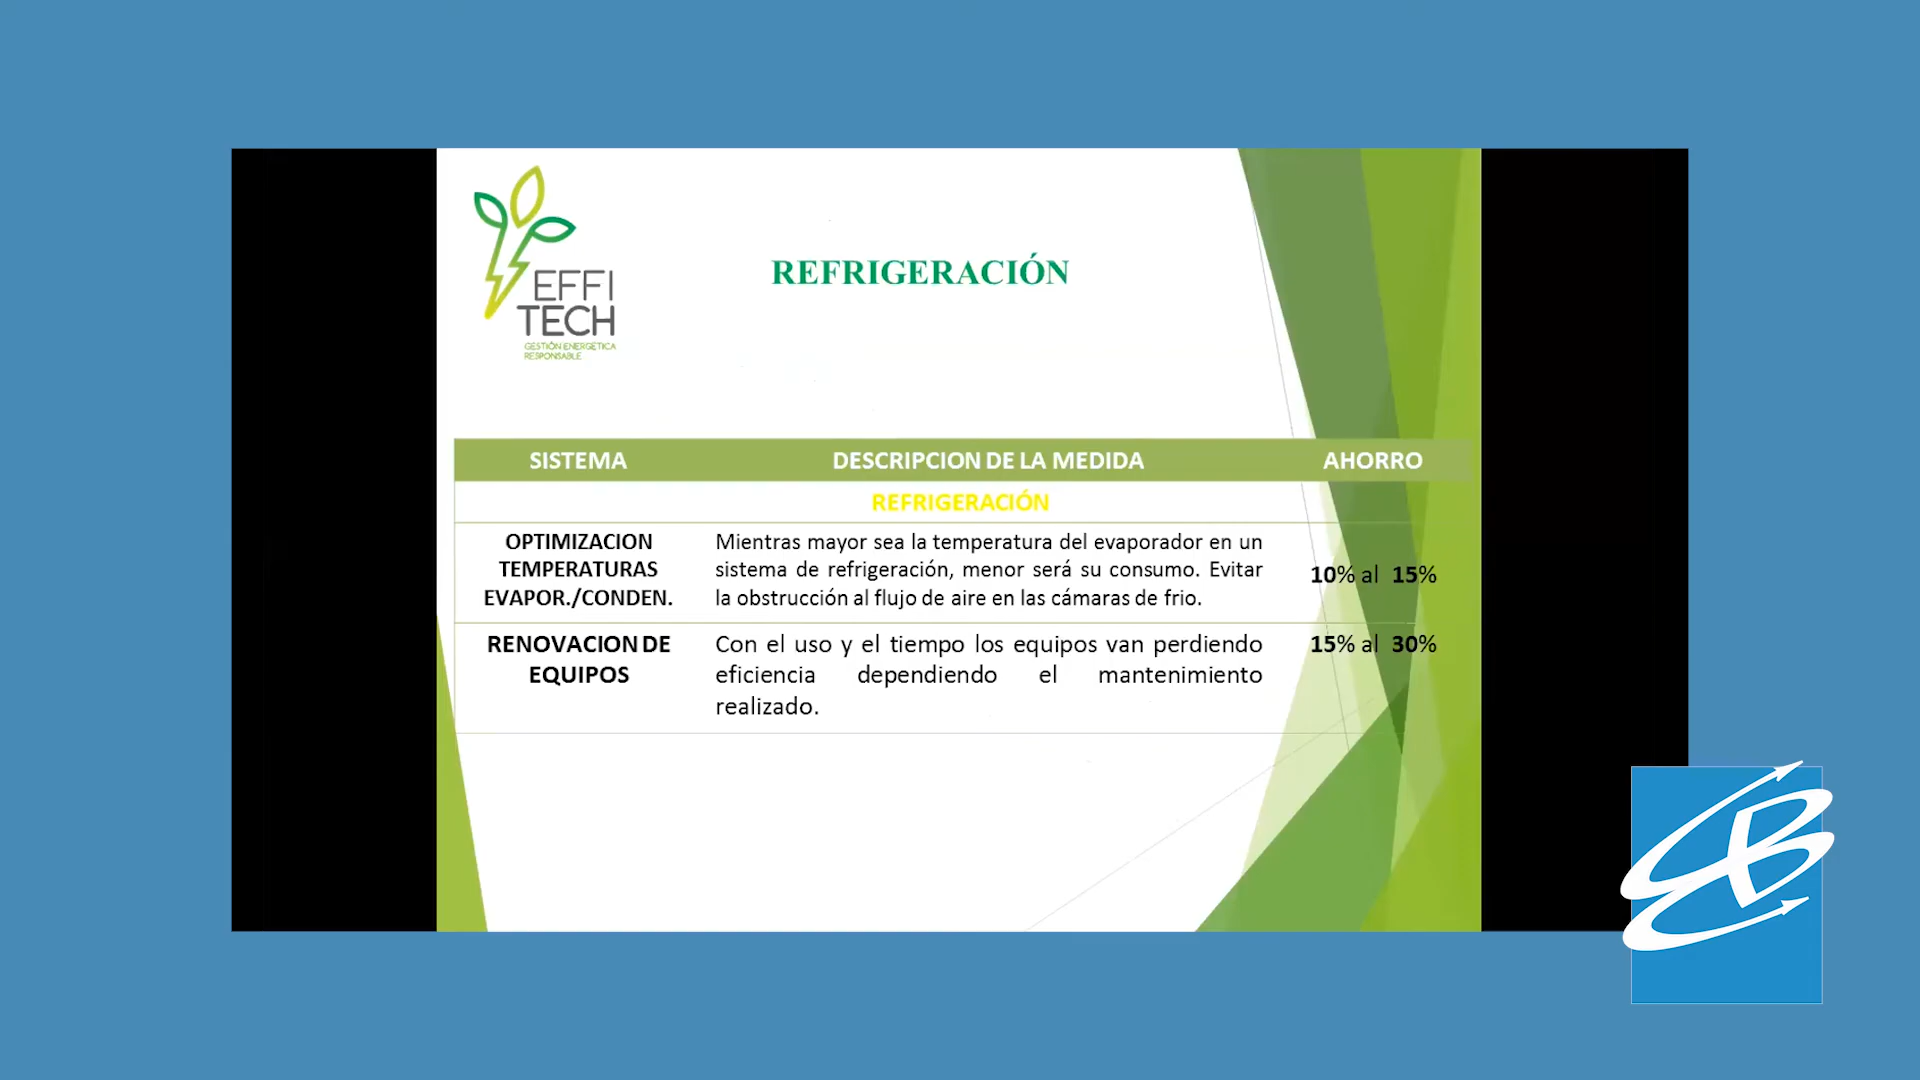 EFFI
TECH
GESTIÓN ENERGÉTICA
RESPONSABLE
REFRIGERACIÓN
SISTEMA DESCRIPCION DE LA MEDIDA AHORRO
REFRIGERACIÓN
OPTIMIZACION
TEMPERATURAS
EVAPOR./CONDEN.
Mientras mayor sea la temperatura del evaporador en un
sistema de refrigeración, menor será su consumo. Evitar
la obstrucción al flujo de aire en las cámaras de frio.
10% al 15%
RENOVACION DE
EQUIPOS
Con el uso y el tiempo los equipos van perdiendo
eficiencia dependiendo el mantenimiento
realizado.
15% al 30%